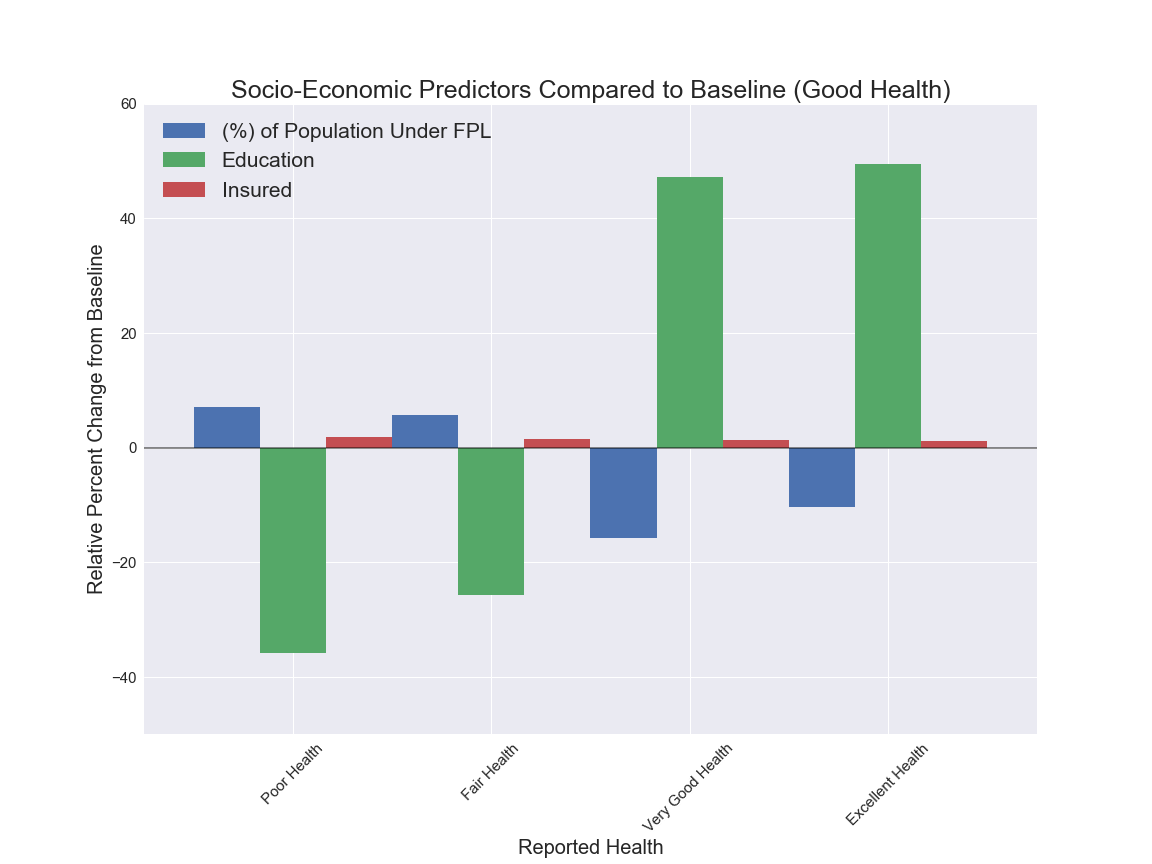 Socio-Economic Predictors Compared to Baseline (Good Health)
(%) of Population Under FPL
Education
Insured
Relative Percent Change from Baseline
60
40
20
0
−20
−40
Poor Health
Fair Health
Very Good Health
Excellent Health
Reported Health